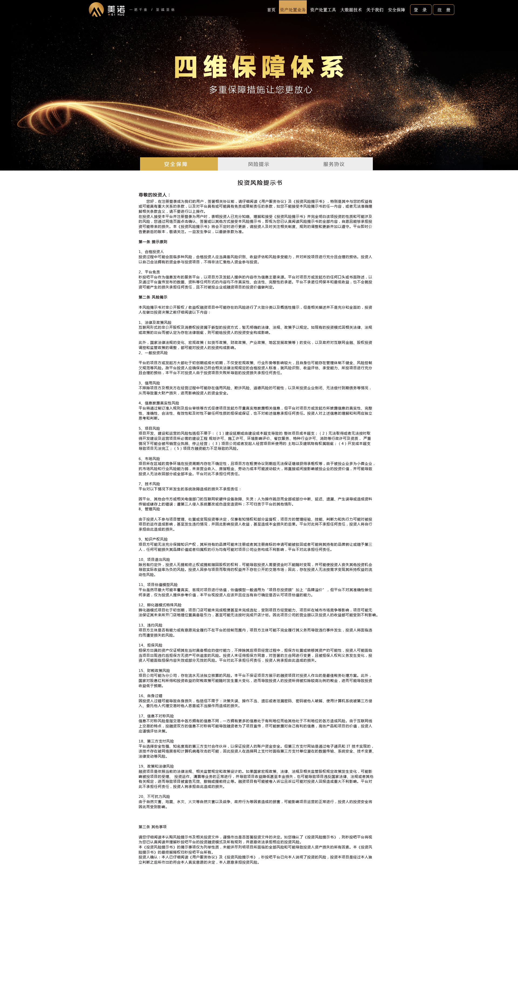 美诺
MEI NUO
一诺千金 / 至诚至信
首页 资产处置业务 资产处置工具 大数据技术 关于我们 安全保障 登 录 注 册
四维保障体系
多重保障措施让您更放心
安全保障 风险提示 服务协议
投资风险提示书
尊敬的投资人：
您好，在注册登录成为我们的用户，签署相关协议前，请仔细阅读《用户服务协议》及《投资风险提示书》，特别是其中与您的权益有
或可能具有重大关系的条款，以及对平台具有或可能具有免责或限制责任的条款，如您不能接受本风险揭示书的任一内容，或者无法准确理
解相关条款含义，请不要进行以上操作。
在投资人接受本平台并注册登录为用户时，表明投资人已充分知晓、理解和接受《投资风险提示书》并完全明白该项投资的性质和可能涉及
的风险，您通过网络页面点击确认、签署或以其他方式接受本风险提示书，即视为您已认真阅读风险提示书的全部内容，自愿且能够承担投
资可能带来的损失。本《投资风险提示书》将会不定时进行更新，请投资人及时关注相关制度、规则的调整和更新并加以遵守。平台即时公
告更新后的版本，敬请关注。一旦发生争议，以最新条款为准。
第一条 提示原则
1、合格投资人
投资过程中可能会面临多种风险，合格投资人应当具备风险识别、收益评估和风险承受能力，并对所投项目进行充分且合理的预估。投资人
以自己合法拥有的资金参与投资项目，不得非法汇集他人资金参与投资。
2、平台免责
秒投吧平台作为信息发布的服务平台，以项目方及发起人提供的内容作为信息主要来源。平台对项目方或发起方的任何口头或书面陈述，以
及通过平台宣传发布的数据、资料等任何形式的内容均不作真实性、合法性、完整性的承诺。平台不承诺任何保本和最低收益，也不会就投
资可能产生的损失承担任何责任，且不对被投企业或融资项目的投资价值做判定。
第二条 风险揭示
本风险揭示书对非公开股权 / 收益权融资项目中可能存在的风险进行了大致分类以及概括性提示，但是相关描述并不是充分和全面的，投资
人在做出投资决策之前仔细阅读以下内容：
1、法律及政策风险
互联网形式的非公开股权及消费权投资属于新型的投资方式，暂无明确的法律、法规、政策予以规定。如现有的投资模式因相关法律、法规
或政策的出台而被认定为存在法律瑕疵，则可能给投资人的投资安全构成影响。
此外，国家法律法规的变化、宏观政策（如货币政策、财政政策、产业政策、地区发展政策等）的变化，以及政府对互联网金融、股权投资
调控和监管政策的调整，都可能对投资人的投资构成影响。
2、一般投资风险
平台的项目方或发起方大都处于初创期或成长初期，不仅受宏观政策、行业形势等影响较大，且自身也可能存在管理体制不健全、风险控制
欠规范等风险。故平台投资人应确保自己符合相关法律法规规定的合格投资人标准，就风险识别、收益评估、承受能力、所投项目进行充分
且合理的预估，本平台不对投资人由于投资项目失败所导致的投资损失承担任何责任。
3、信用风险
不排除项目方及相关方在经营过程中可能存在信用风险、欺诈风险、道德风险的可能性，以及所投资企业倒闭、无法偿付到期债务等情况，
从而导致重大财产损失，进而影响投资人的资金安全。
4、信息披露真实性风险
平台将通过制订准入规则及后台审核等方式促使项目发起方尽量真实地披露相关信息，但平台对项目方或发起方所披露信息的真实性、完整
性、准确性、合法性、有效性和及时性不做任何性质的担保或保证，也不对前述信息承担任何责任。投资人对上述信息的理解和利用应独立
思考和判断。
5、项目风险
项目开发、建设和运营的风险包括但不限于：（1）建设延期或由建设成本超支导致的 整体项目成本超支；（2）无法取得或者无法按时取
得开发建设及运营项目所必需的建设工程 规划许可、施工许可、环境影响评价、餐饮服务、特种行业许可、消防等行政许可及资质， 严重
情况下可能会被吊销营业执照、停止经营；（3）项目公司或者发起人经营项目所使用的 土地以及建筑物有权属瑕疵；（4）开发成本超支
导致项目无法完工；（5）项目方融资能力不足导致的风险。
6、市场风险
项目所在区域的竞争环境在投资周期内存在不确定性，且项目方在租赁协议到期后无法保证继续获得承租权等，由于被投企业多为小微企业，
抗市场风险和行业风险能力弱，未来营业收入、房屋租金、劳动力成本可能波动较大，将直接或间接影响被投企业的投资价值，并可能导致
投资人无法收回部分或全部本金。平台对此不承担任何责任。
7、技术风险
平台对以下情况下所发生的系统故障造成的损失不承担责任：
因平台、其他合作方或相关电信部门的互联网软硬件设备故障、失灵；人为操作疏忽而全部或部分中断、延迟、遗漏、产生误导或造成资料
传输或储存上的错误；遭第三人侵入系统篡改或伪造变造资料；不可归责于平台的其他情形。
8、管理风险
由于投资人不参与项目管理、处置或变现投资等决定，仅享有知情权和部分监督权，项目方的管理经验、技能、判断力和执行力可能对被投
项目的运作造成影响，甚至发生违约情况，并因此影响投资人收益，甚至造成本金损失的后果。平台对此将不承担任何责任，投资人将自行
承担由此造成的损失。
9、知识产权风险
项目方可能无法充分保障知识产权，其所持有的品牌可能未注册或者其注册商标的申请可能被驳回或者可能将其持有的品牌转让或赠予第三
人，任何可能损失其品牌价值或者归属权的行为均有可能对项目公司业务构成不利影响，平台不对此承担任何责任。
10、项目退出风险
除另有约定外，投资人无提前终止权或提前赎回股权的权利，可能导致投资人需要资金时不能随时变现，并可能使投资人丧失其他投资机会
导致实际收益率为负的风险。投资人因参与项目而取得的权益并不存在公开的交易市场；因此，存在投资人无法按需求变现其所持权益的流
动性风险。
11、项目估值模型风险
平台虽然尽最大可能本着真实、客观对项目进行估值，估值模型一般通用为“项目总投资额”加上“品牌溢价”，但平台不对其准确性做任
何承诺，仅为投资人提供参考价值，本平台视投资人应该并且应当有自行确定是否认可项目估值的能力。
12、孵化器模式特殊风险
孵化器模式项目处于初创期，项目门店可能未完成租赁甚至未完成选址，受到项目方经营能力、项目所在城市市场竞争等影响，项目可能无
法保证其未来所开门店地理位置具备吸引力，甚至可能无法按时完成开店计划。因此项目公司的营业额以及投资人的收益都可能受到不利影响。
13、违约风险
项目方主体是否有能力或有意愿完全履约不在平台的控制范围内，项目方主体可能不完全履行其义务而导致违约事件发生，投资人将面临违
约而遭受损失的风险。
14、担保风险
担保方出具的资产仅证明其在当时具备相应的偿付能力，不排除其后项目经营过程中，担保方处置或转移其资产的可能性，投资人可能面临
当项目出现违约后担保方无资产可供追索的风险。投资人未征得担保方同意，对签署的主合同进行变更，且被担保人权利义务发生变化，投
资人可能面临担保内容失效或部分无效的风险。平台对此不承担任何责任，投资人将承担由此造成的损失。
15、财税政策风险
项目公司可能为分公司，存在流水无法独立核算的风险。本平台不保证项目方展示的融资项目对投资人作出的是最佳税务处理方案。此外，
国家对股息红利所得和投资收益的财税政策可能随时发生重大变化，进而导致投资人的投资所得被扣除较高比例的税金，进而可能导致投资
收益低于预期。
16、自身过错
因投资人过错可能导致自身损失，包括但不限于：决策失误、操作不当、遗忘或者泄漏密码、密码被他人破解、使用计算机系统被第三方侵
入、委托他人代理交易时他人恶意或不当操作而造成的损失。
17、信息不对称风险
信息不对称风险是指交易中各方拥有的信息不同，一方拥有更多的信息处于有利地位而给其他处于不利地位的各方造成风险。由于互联网线
上交易的特点，投融资双方的信息不对称将可能导致融资者为了项目宣传，尽可能披露对自己有利的信息，高估产品和项目的价值，投资人
应谨慎评估决策。
18、第三方支付风险
平台选择安全性强、知名度高的第三方支付合作伙伴，以保证投资人的账户资金安全。但第三方支付网站是通过电子通讯和 IT 技术实现的，
该技术存在被网络黑客和计算机病毒攻击的可能，因此投资人在选择网上支付时面临第三方支付单位潜在的数据传输、系统安全、技术变更、
法律变动等风险。
19、政策和法律风险
融资项目是依照当前的法律法规、相关监管规定和政策设计的。如果国家宏观政策、法律、法规及相关监管股权规定政策发生变化，可能影
响被投项目的受理、 投资运作、清算等业务的正常进行，并导致项目收益降低甚至本金损失，也可能导致项目违反国家法律、法规或者其他
有关规定，进而导致项目被宣告无效、撤销或提前终止等。融资项目有可能被卷入诉讼且诉讼可能对投资人回报造成重大不利影响。平台对
此不承担任何责任，投资人将承担由此造成的损失。
20、不可抗力风险
由于自然灾害、地震、水灾、火灾等自然灾害以及战争、政府行为等因素造成的损害，可能影响项目运营的正常进行，投资人的投资安全将
因此而受到影响。
第三条 其他事项
请您仔细阅读本认购风险提示书及相关投资文件，谨慎作出是否签署投资文件的决定。如您确认了《投资风险提示书》，则秒投吧平台将视
为您已认真阅读并理解秒投吧平台的投资融资模式及所有规则，并愿意依法承担相应的投资风险。
本《投资风险提示书》的揭示事项仅为列举性质，未能详尽列明项目所面临的全部风险和可能导致投资人资产损失的所有因素。本《投资风
险提示书》的最终解释权归秒投吧平台所有。
投资人确认：本人已仔细阅读《用户服务协议》及《投资风险提示书》，秒投吧平台已向本人说明了投资的风险，投资本项目是经过本人独
立判断之后所作出的符合本人真实意愿的决定，本人愿意承担投资风险。